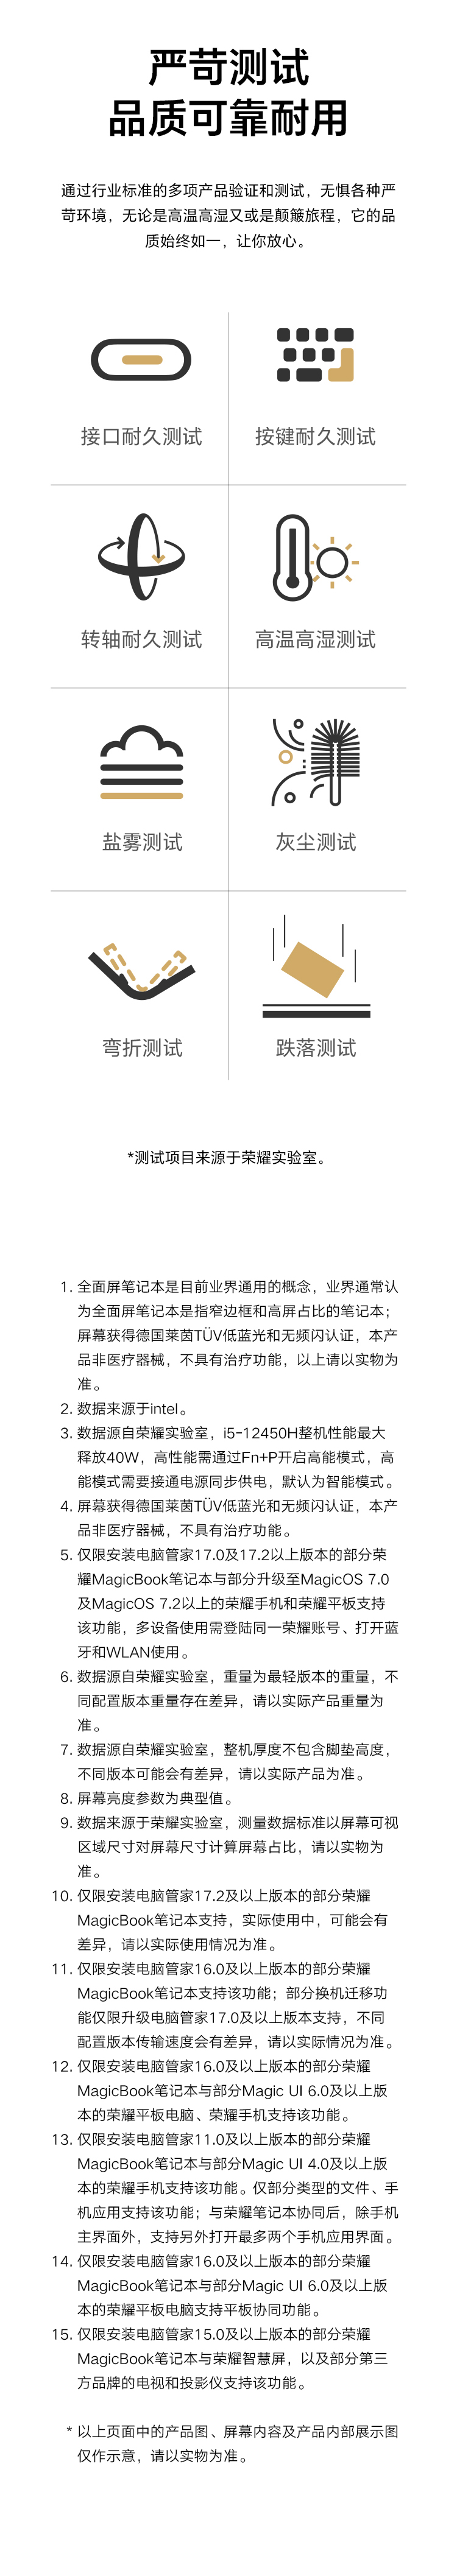 严苛测试
品质可靠耐用
通过行业标准的多项产品验证和测试，无惧各种严
苛环境，无论是高温高湿又或是颠簸旅程，它的品
质始终如一，让你放心。
接口耐久测试
按键耐久测试
转轴耐久测试
高温高湿测试
盐雾测试
灰尘测试
弯折测试
跌落测试
*测试项目来源于荣耀实验室。
1. 全面屏笔记本是目前业界通用的概念，业界通常认
为全面屏笔记本是指窄边框和高屏占比的笔记本；
屏幕获得德国莱茵TÜV低蓝光和无频闪认证，本产
品非医疗器械，不具有治疗功能，以上请以实物为
准。
2. 数据来源于intel。
3. 数据源自荣耀实验室，i5-12450H整机性能最大
释放40W，高性能需通过Fn+P开启高能模式，高
能模式需要接通电源同步供电，默认为智能模式。
4. 屏幕获得德国莱茵TÜV低蓝光和无频闪认证，本产
品非医疗器械，不具有治疗功能。
5. 仅限安装电脑管家17.0及17.2以上版本的部分荣
耀MagicBook笔记本与部分升级至MagicOS 7.0
及MagicOS 7.2以上的荣耀手机和荣耀平板支持
该功能，多设备使用需登陆同一荣耀账号、打开蓝
牙和WLAN使用。
6. 数据源自荣耀实验室，重量为最轻版本的重量，不
同配置版本重量存在差异，请以实际产品重量为
准。
7. 数据源自荣耀实验室，整机厚度不包含脚垫高度，
不同版本可能会有差异，请以实际产品为准。
8. 屏幕亮度参数为典型值。
9. 数据来源于荣耀实验室，测量数据标准以屏幕可视
区域尺寸对屏幕尺寸计算屏幕占比，请以实物为
准。
10. 仅限安装电脑管家17.2及以上版本的部分荣耀
MagicBook笔记本支持，实际使用中，可能会有
差异，请以实际使用情况为准。
11. 仅限安装电脑管家16.0及以上版本的部分荣耀
MagicBook笔记本支持该功能；部分换机迁移功
能仅限升级电脑管家17.0及以上版本支持，不同
配置版本传输速度会有差异，请以实际情况为准。
12. 仅限安装电脑管家16.0及以上版本的部分荣耀
MagicBook笔记本与部分Magic UI 6.0及以上版
本的荣耀平板电脑、荣耀手机支持该功能。
13. 仅限安装电脑管家11.0及以上版本的部分荣耀
MagicBook笔记本与部分Magic UI 4.0及以上版
本的荣耀手机支持该功能。仅部分类型的文件、手
机应用支持该功能；与荣耀笔记本协同后，除手机
主界面外，支持另外打开最多两个手机应用界面。
14. 仅限安装电脑管家16.0及以上版本的部分荣耀
MagicBook笔记本与部分Magic UI 6.0及以上版
本的荣耀平板电脑支持平板协同功能。
15. 仅限安装电脑管家15.0及以上版本的部分荣耀
MagicBook笔记本与荣耀智慧屏，以及部分第三
方品牌的电视和投影仪支持该功能。
* 以上页面中的产品图、屏幕内容及产品内部展示图
仅作示意，请以实物为准。